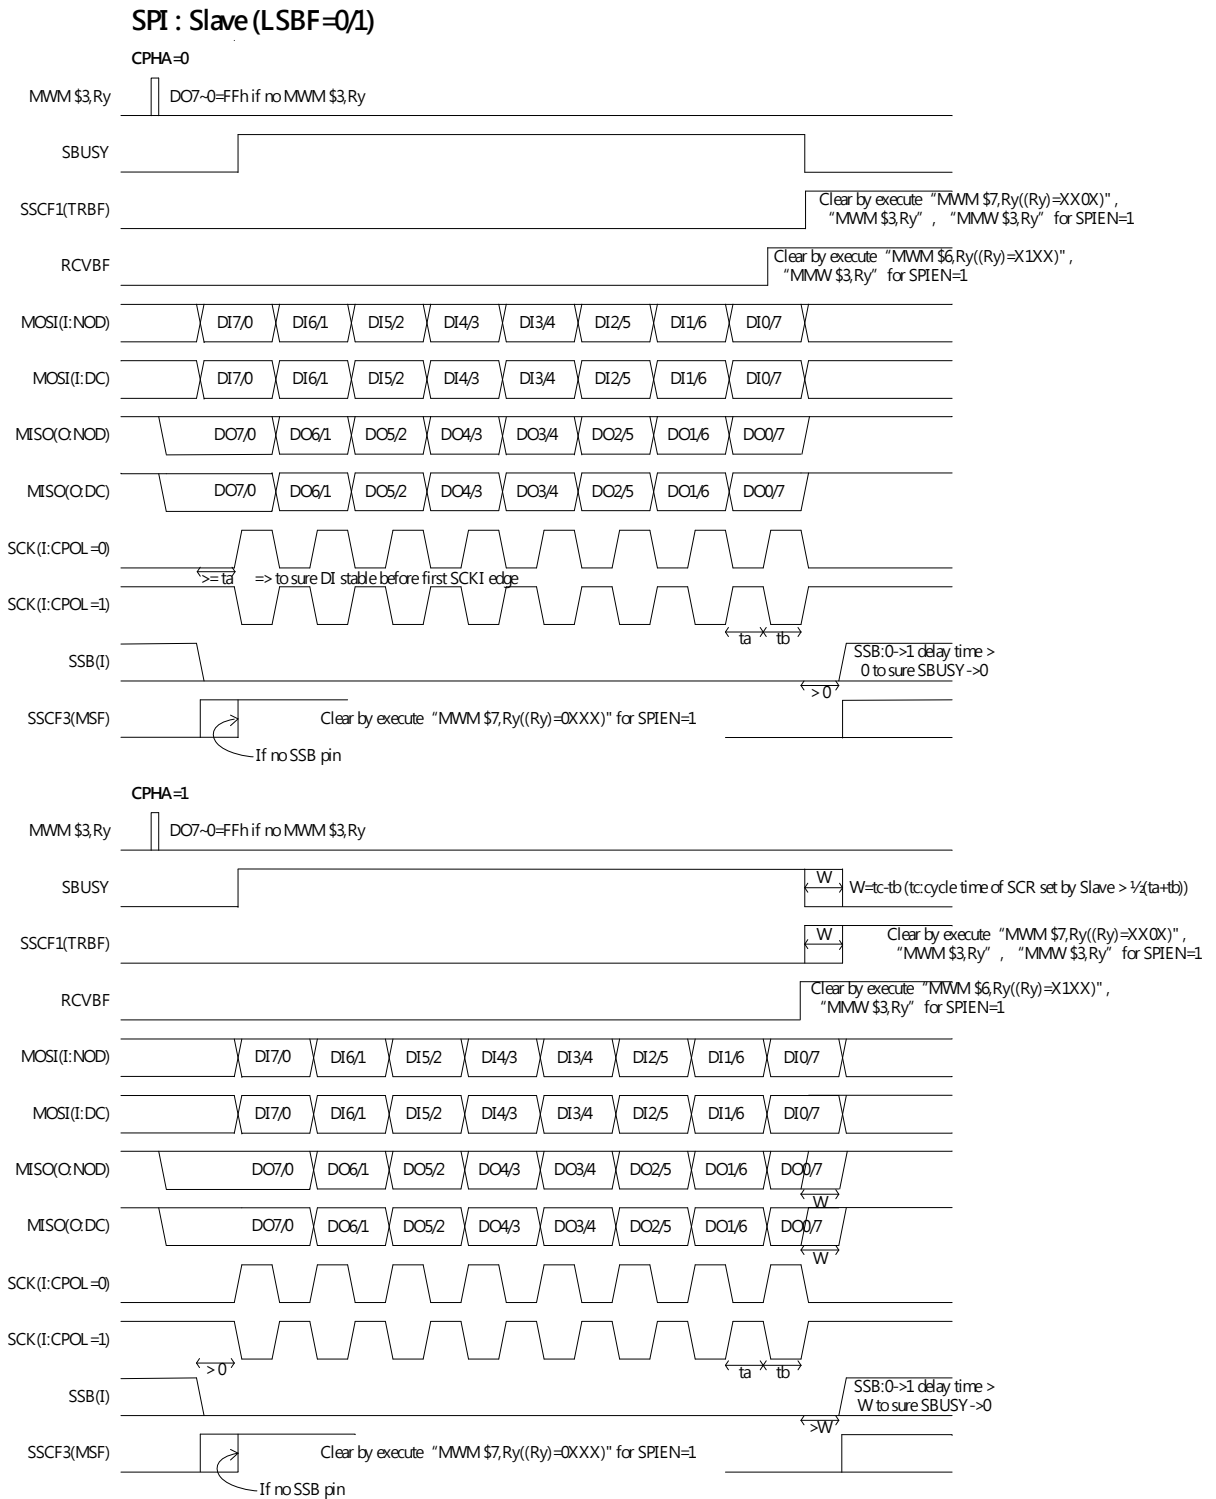 SPI : Slave (LSBF=0/1)
CPHA=0
MWM $3,Ry DO7~0=FFh if no MWM $3,Ry
SBUSY
SSCF1(TRBF) Clear by execute “MWM $7,Ry((Ry)=XX0X)",
“MWM $3,Ry” , “MMW $3,Ry” for SPIEN=1
RCVBF Clear by execute “MWM $6,Ry((Ry)=X1XX)",
“MMW $3,Ry” for SPIEN=1
MOSI(I:NOD) DI7/0 DI6/1 DI5/2 DI4/3 DI3/4 DI2/5 DI1/6 DI0/7
MOSI(I:DC) DI7/0 DI6/1 DI5/2 DI4/3 DI3/4 DI2/5 DI1/6 DI0/7
MISO(O:NOD) DO7/0 DO6/1 DO5/2 DO4/3 DO3/4 DO2/5 DO1/6 DO0/7
MISO(O:DC) DO7/0 DO6/1 DO5/2 DO4/3 DO3/4 DO2/5 DO1/6 DO0/7
SCK(I:CPOL=0)
>= ta => to sure DI stable before first SCKI edge
SCK(I:CPOL=1)
ta tb
SSB(I) SSB:0->1 delay time >
0 to sure SBUSY->0
> 0
SSCF3(MSF) Clear by execute “MWM $7,Ry((Ry)=0XXX)" for SPIEN=1
If no SSB pin
CPHA=1
MWM $3,Ry DO7~0=FFh if no MWM $3,Ry
SBUSY W W=tc-tb (tc:cycle time of SCR set by Slave > ½(ta+tb))
SSCF1(TRBF) W Clear by execute “MWM $7,Ry((Ry)=XX0X)",
“MWM $3,Ry” , “MMW $3,Ry” for SPIEN=1
RCVBF Clear by execute “MWM $6,Ry((Ry)=X1XX)",
“MMW $3,Ry” for SPIEN=1
MOSI(I:NOD) DI7/0 DI6/1 DI5/2 DI4/3 DI3/4 DI2/5 DI1/6 DI0/7
MOSI(I:DC) DI7/0 DI6/1 DI5/2 DI4/3 DI3/4 DI2/5 DI1/6 DI0/7
MISO(O:NOD) DO7/0 DO6/1 DO5/2 DO4/3 DO3/4 DO2/5 DO1/6 DO0/7
W
MISO(O:DC) DO7/0 DO6/1 DO5/2 DO4/3 DO3/4 DO2/5 DO1/6 DO0/7
W
SCK(I:CPOL=0)
SCK(I:CPOL=1)
> 0 ta tb
SSB(I) SSB:0->1 delay time >
W to sure SBUSY->0
>W
SSCF3(MSF) Clear by execute “MWM $7,Ry((Ry)=0XXX)" for SPIEN=1
If no SSB pin